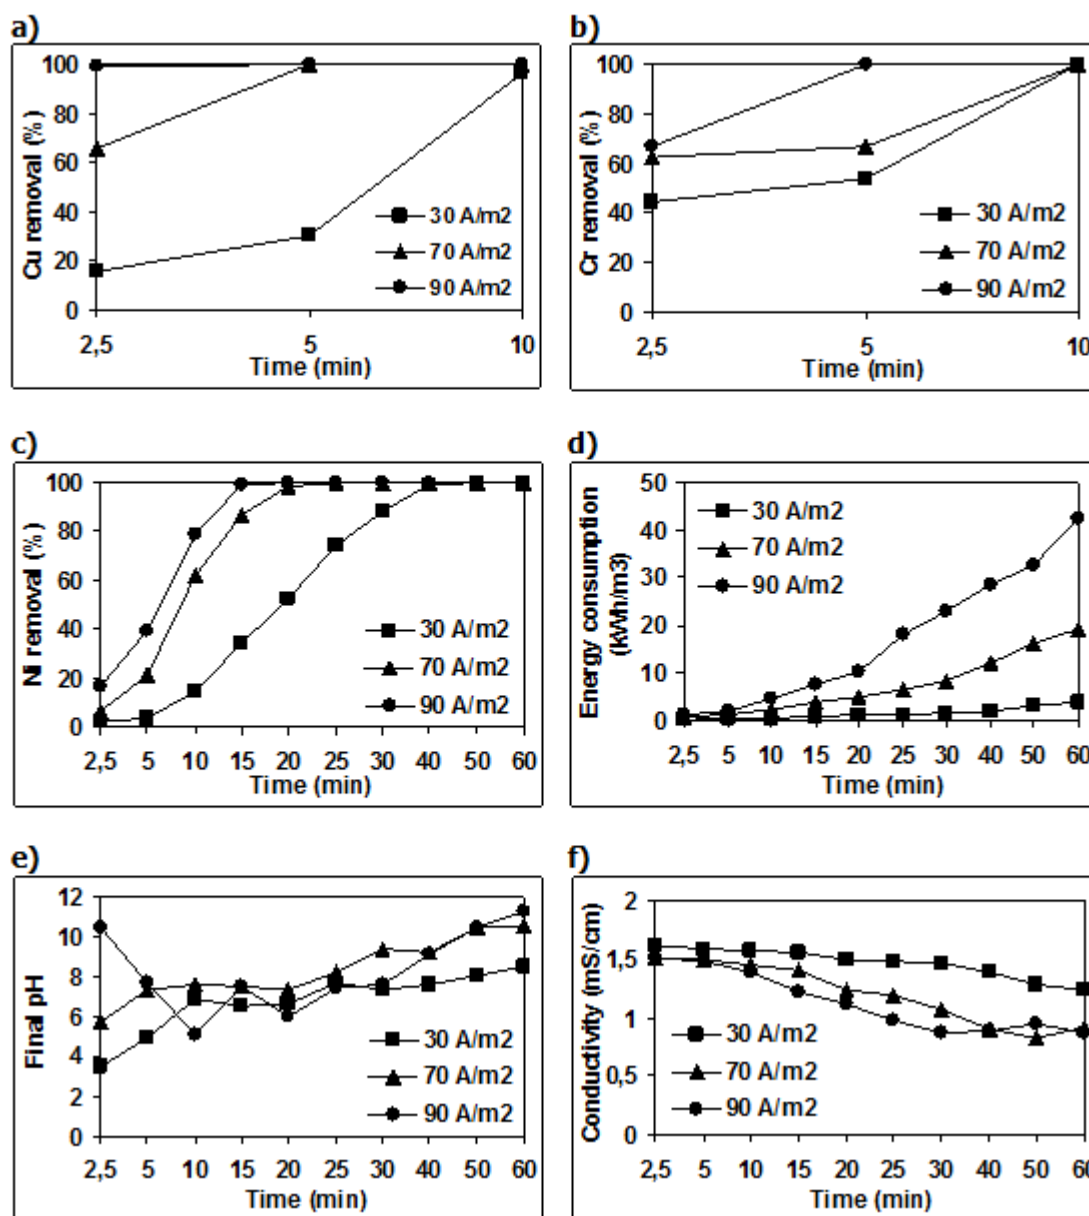 a)
Cu removal (%)
100
80
60
40
20
0
30 A/m2
70 A/m2
90 A/m2
2,5 5 10
Time (min)
b)
Cr removal (%)
100
80
60
40
20
0
30 A/m2
70 A/m2
90 A/m2
2,5 5 10
Time (min)
c)
Ni removal (%)
100
80
60
40
20
0
30 A/m2
70 A/m2
90 A/m2
2,5 5 10 15 20 25 30 40 50 60
Time (min)
d)
Energy consumption
(kWh/m3)
50
40
30
20
10
0
30 A/m2
70 A/m2
90 A/m2
2,5 5 10 15 20 25 30 40 50 60
Time (min)
e)
Final pH
12
10
8
6
4
2
0
30 A/m2
70 A/m2
90 A/m2
2,5 5 10 15 20 25 30 40 50 60
Time (min)
f)
Conductivity (mS/cm)
2
1,5
1
0,5
0
30 A/m2
70 A/m2
90 A/m2
2,5 5 10 15 20 25 30 40 50 60
Time (min)